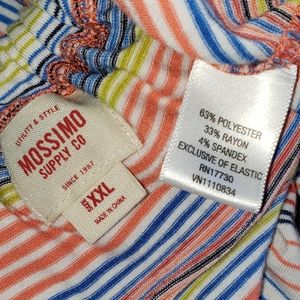 UTILITY & STYLE
MOSSIMO
SUPPLY CO
SINCE 1987
XXL
MADE IN CHINA
63% POLYESTER
33% RAYON
4% SPANDEX
EXCLUSIVE OF ELASTIC
RN17730
VN1110834